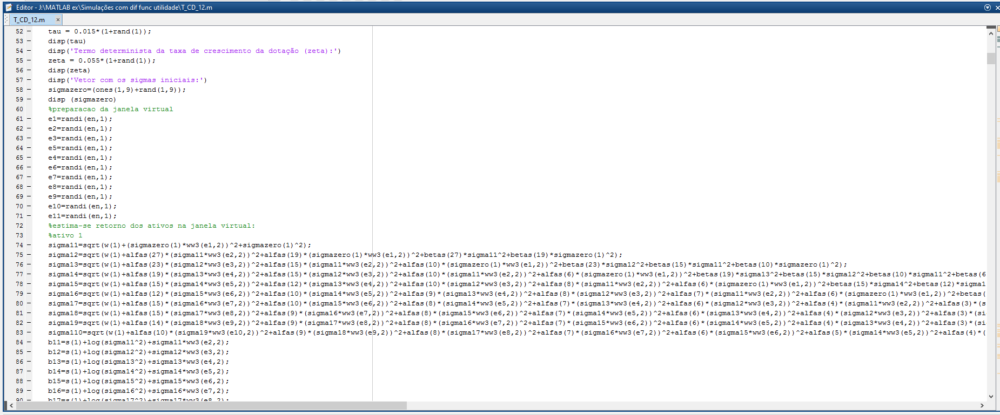 Editor - J:\MATLAB ex\Simulações com dif func utilidade\T_CD_12.m
T_CD_12.m ×
52 – tau = 0.015*(1+rand(1));
53 – disp(tau)
54 – disp('Termo determinista da taxa de crescimento da dotação (zeta):')
55 – zeta = 0.055*(1+rand(1));
56 – disp(zeta)
57 – disp('Vetor com os sigmas iniciais:')
58 – sigmazero=(ones(1,9)+rand(1,9));
59 – disp (sigmazero)
60 %preparacao da janela virtual
61 – e1=randi(en,1);
62 – e2=randi(en,1);
63 – e3=randi(en,1);
64 – e5=randi(en,1);
65 – e4=randi(en,1);
66 – e6=randi(en,1);
67 – e7=randi(en,1);
68 – e8=randi(en,1);
69 – e9=randi(en,1);
70 – e10=randi(en,1);
71 – e11=randi(en,1);
72 %estima-se retorno dos ativos na janela virtual:
73 %ativo 1
74 – sigma11=sqrt(w(1)+(sigmazero(1)*ww3(e1,2))^2+sigmazero(1)^2);
75 – sigma12=sqrt(w(1)+alfas(27)*(sigma11*ww3(e2,2))^2+alfas(19)*(sigmazero(1)*ww3(e1,2))^2+betas(27)*sigma11^2+betas(19)*sigmazero(1)^2);
76 – sigma13=sqrt(w(1)+alfas(23)*(sigma12*ww3(e3,2))^2+alfas(15)*(sigma11*ww3(e2,2))^2+alfas(10)*(sigmazero(1)*ww3(e1,2))^2+betas(23)*sigma12^2+betas(15)*sigma11^2+betas(10)*sigmazero(1)^2);
77 – sigma14=sqrt(w(1)+alfas(19)*(sigma13*ww3(e4,2))^2+alfas(15)*(sigma12*ww3(e3,2))^2+alfas(10)*(sigma11*ww3(e2,2))^2+alfas(6)*(sigmazero(1)*ww3(e1,2))^2+betas(19)*sigma13^2+betas(15)*sigma12^2+betas(10)*sigma11^2+betas(6
78 – sigma15=sqrt(w(1)+alfas(15)*(sigma14*ww3(e5,2))^2+alfas(12)*(sigma13*ww3(e4,2))^2+alfas(10)*(sigma12*ww3(e3,2))^2+alfas(8)*(sigma11*ww3(e2,2))^2+alfas(6)*(sigmazero(1)*ww3(e1,2))^2+betas(15)*sigma14^2+betas(12)*sigma1
79 – sigma16=sqrt(w(1)+alfas(12)*(sigma15*ww3(e6,2))^2+alfas(10)*(sigma14*ww3(e5,2))^2+alfas(9)*(sigma13*ww3(e4,2))^2+alfas(8)*(sigma12*ww3(e3,2))^2+alfas(7)*(sigma11*ww3(e2,2))^2+alfas(6)*(sigmazero(1)*ww3(e1,2))^2+betas(
80 – sigma17=sqrt(w(1)+alfas(15)*(sigma16*ww3(e7,2))^2+alfas(10)*(sigma15*ww3(e6,2))^2+alfas(8)*(sigma14*ww3(e5,2))^2+alfas(7)*(sigma13*ww3(e4,2))^2+alfas(6)*(sigma12*ww3(e3,2))^2+alfas(4)*(sigma11*ww3(e2,2))^2+alfas(3)*(s
81 – sigma18=sqrt(w(1)+alfas(15)*(sigma17*ww3(e8,2))^2+alfas(9)*(sigma16*ww3(e7,2))^2+alfas(8)*(sigma15*ww3(e6,2))^2+alfas(7)*(sigma14*ww3(e5,2))^2+alfas(6)*(sigma13*ww3(e4,2))^2+alfas(4)*(sigma12*ww3(e3,2))^2+alfas(3)*(si
82 – sigma19=sqrt(w(1)+alfas(14)*(sigma18*ww3(e9,2))^2+alfas(9)*(sigma17*ww3(e8,2))^2+alfas(8)*(sigma16*ww3(e7,2))^2+alfas(7)*(sigma15*ww3(e6,2))^2+alfas(6)*(sigma14*ww3(e5,2))^2+alfas(4)*(sigma13*ww3(e4,2))^2+alfas(3)*(si
83 – sigma110=sqrt(w(1)+alfas(10)*(sigma19*ww3(e10,2))^2+alfas(9)*(sigma18*ww3(e9,2))^2+alfas(8)*(sigma17*ww3(e8,2))^2+alfas(7)*(sigma16*ww3(e7,2))^2+alfas(6)*(sigma15*ww3(e6,2))^2+alfas(5)*(sigma14*ww3(e5,2))^2+alfas(4)*(
84 – b11=s(1)+log(sigma11^2)+sigma11*ww3(e2,2);
85 – b12=s(1)+log(sigma12^2)+sigma12*ww3(e3,2);
86 – b13=s(1)+log(sigma13^2)+sigma13*ww3(e4,2);
87 – b14=s(1)+log(sigma14^2)+sigma14*ww3(e5,2);
88 – b15=s(1)+log(sigma15^2)+sigma15*ww3(e6,2);
89 – b16=s(1)+log(sigma16^2)+sigma16*ww3(e7,2);
90 – b17=s(1)+log(sigma17^2)+sigma17*ww3(e8,2);